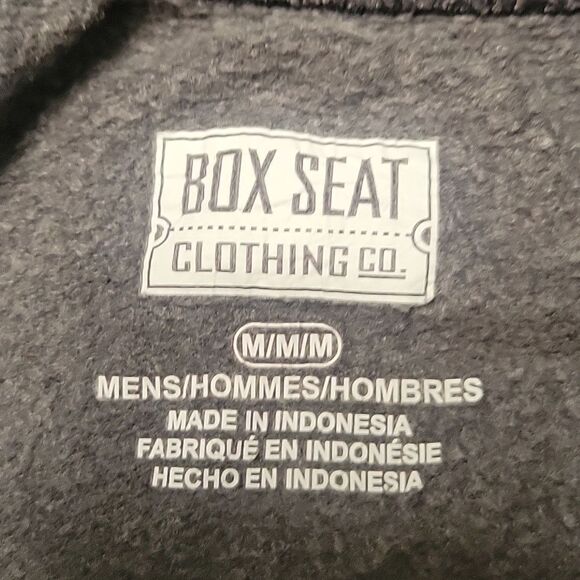 BOX SEAT
CLOTHING CO.
M/M/M
MENS/HOMMES/HOMBRES
MADE IN INDONESIA
FABRIQUÉ EN INDONÉSIE
HECHO EN INDONESIA